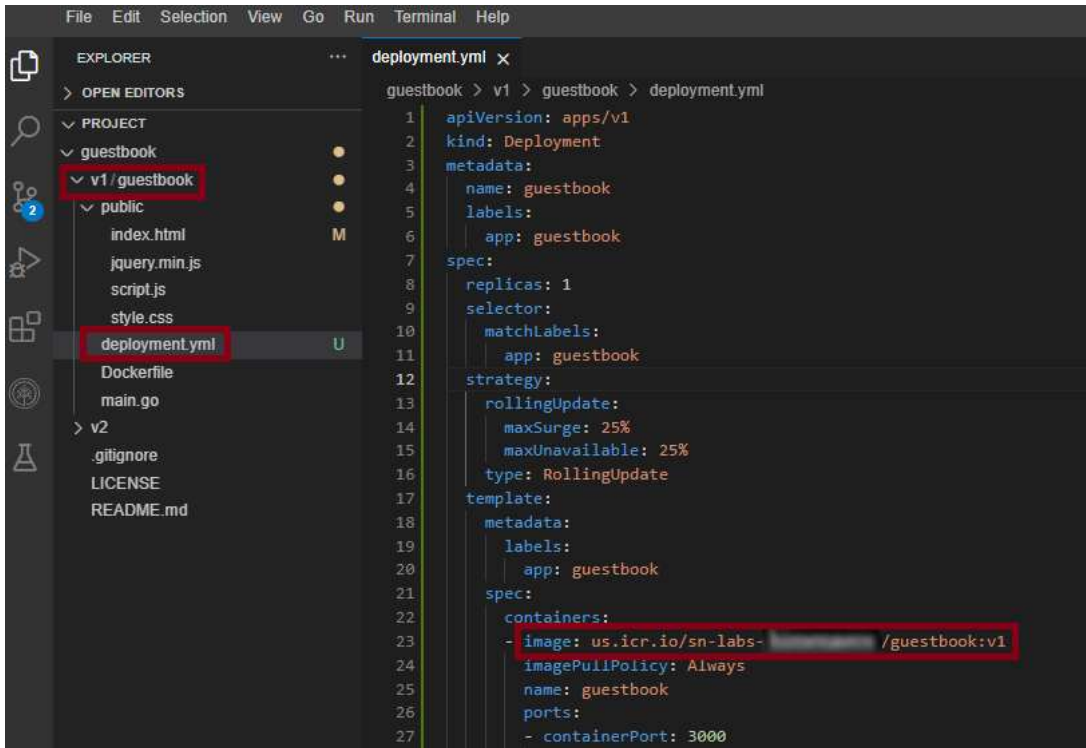 File Edit Selection View Go Run Terminal Help
EXPLORER ...
OPEN EDITORS
PROJECT
guestbook
v1/guestbook
public
index.html M
jquery.min.js
script.js
style.css
deployment.yml U
Dockerfile
main.go
v2
.gitignore
LICENSE
README.md
2
deployment.yml ×
guestbook > v1 > guestbook > deployment.yml
1 apiVersion: apps/v1
2 kind: Deployment
3 metadata:
4 name: guestbook
5 labels:
6 app: guestbook
7 spec:
8 replicas: 1
9 selector:
10 matchLabels:
11 app: guestbook
12 strategy:
13 rollingUpdate:
14 maxSurge: 25%
15 maxUnavailable: 25%
16 type: RollingUpdate
17 template:
18 metadata:
19 labels:
20 app: guestbook
21 spec:
22 containers:
23 - image: us.icr.io/sn-labs- /guestbook:v1
24 imagePullPolicy: Always
25 name: guestbook
26 ports:
27 - containerPort: 3000